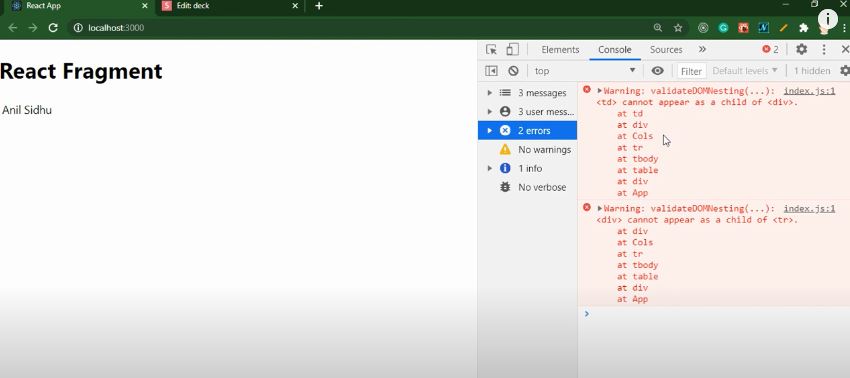 React App
Edit: deck
localhost:3000
React Fragment
Anil Sidhu
Elements Console Sources 2
top Filter Default levels 1 hidden
3 messages
3 user mess...
2 errors
No warnings
1 info
No verbose
Warning: validateDOMNesting(...): index.js:1
<td> cannot appear as a child of <div>.
at td
at div
at Cols
at tr
at tbody
at table
at div
at App
Warning: validateDOMNesting(...): index.js:1
<div> cannot appear as a child of <tr>.
at div
at Cols
at tr
at tbody
at table
at div
at App